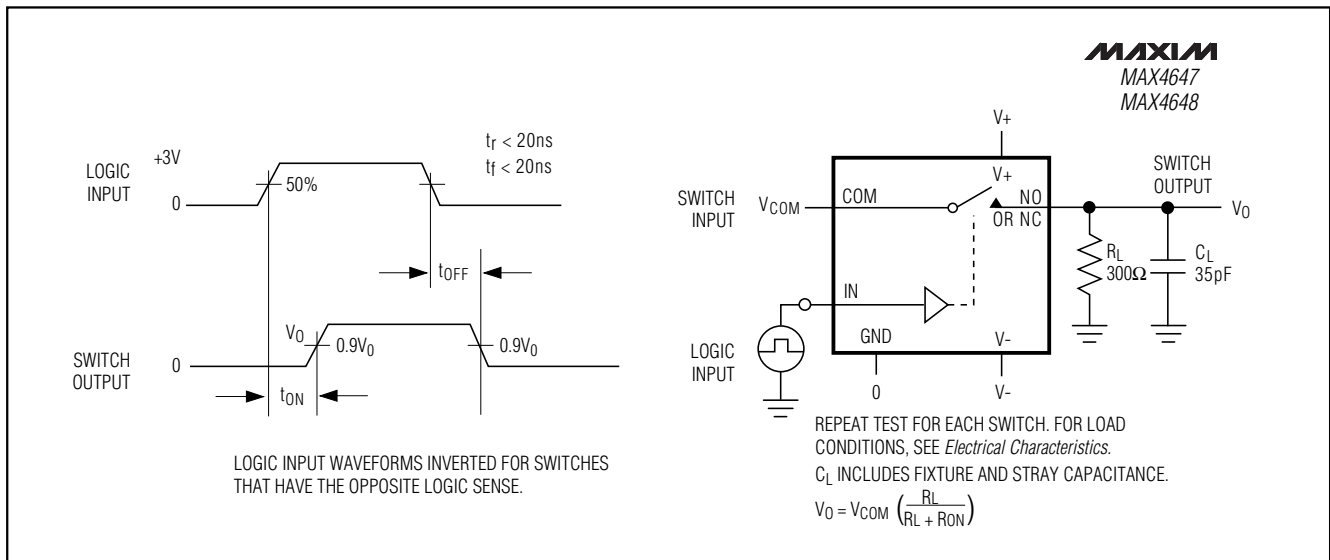 LOGIC
INPUT
+3V
0
50%
tr < 20ns
tf < 20ns
tOFF
SWITCH
OUTPUT
VO
0
0.9V0
0.9V0
tON
LOGIC INPUT WAVEFORMS INVERTED FOR SWITCHES
THAT HAVE THE OPPOSITE LOGIC SENSE.
MAXIM
MAX4647
MAX4648
V+
V+
SWITCH
INPUT
VCOM
COM
NO
OR NC
SWITCH
OUTPUT
VO
RL
300Ω
CL
35pF
IN
LOGIC
INPUT
GND
0
V-
V-
REPEAT TEST FOR EACH SWITCH. FOR LOAD
CONDITIONS, SEE Electrical Characteristics.
CL INCLUDES FIXTURE AND STRAY CAPACITANCE.
VO = VCOM (RL / RL + RON)